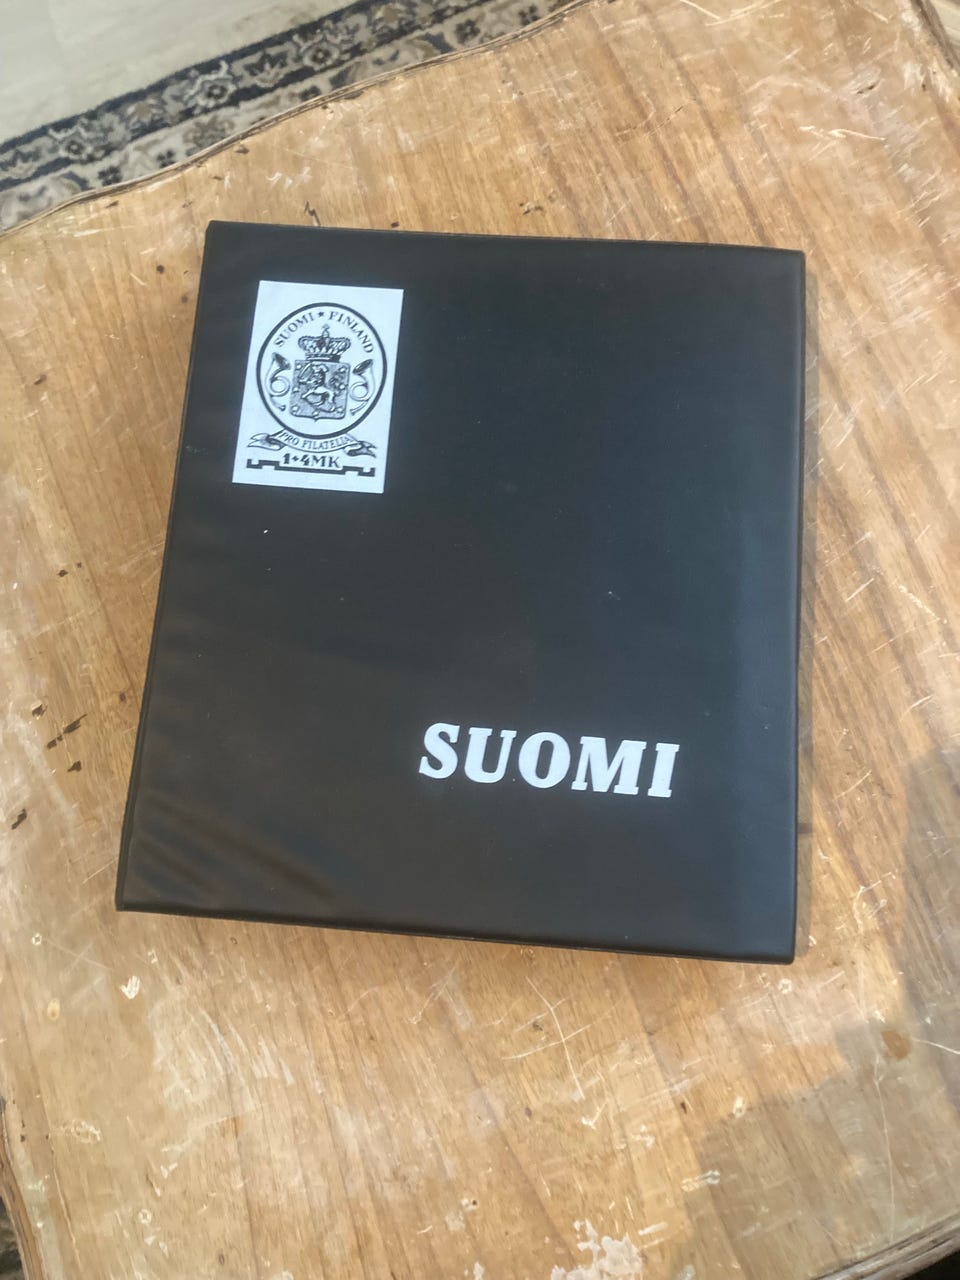 SUOMI ★ FINLAND
PRO FILATELIA
1+4MK
SUOMI